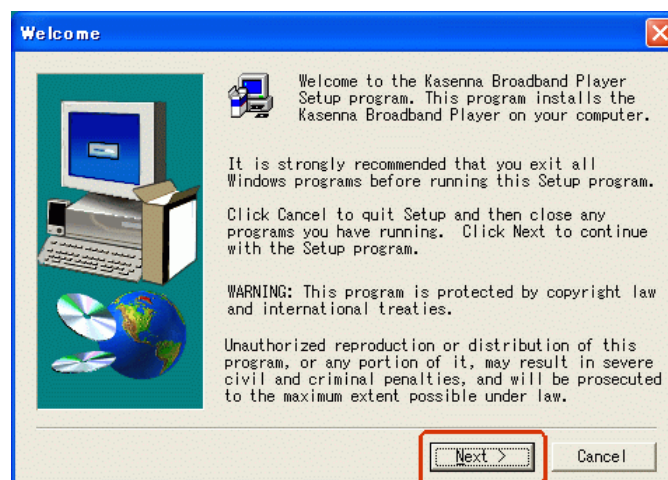 Welcome
Welcome to the Kasenna Broadband Player
Setup program. This program installs the
Kasenna Broadband Player on your computer.
It is strongly recommended that you exit all
Windows programs before running this Setup program.
Click Cancel to quit Setup and then close any
programs you have running. Click Next to continue
with the Setup program.
WARNING: This program is protected by copyright law
and international treaties.
Unauthorized reproduction or distribution of this
program, or any portion of it, may result in severe
civil and criminal penalties, and will be prosecuted
to the maximum extent possible under law.
Next >
Cancel